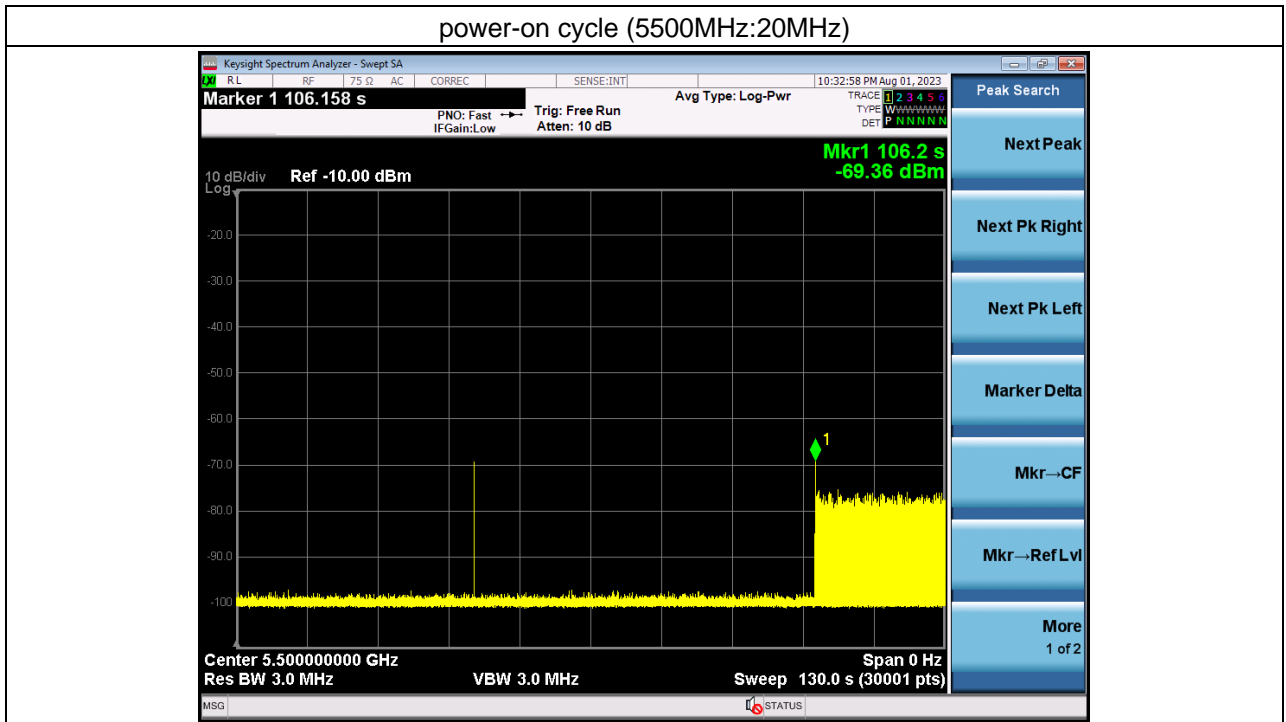 power-on cycle (5500MHz:20MHz)
Keysight Spectrum Analyzer - Swept SA
LXI RL RF 75 Ω AC CORREC SENSE:INT 10:32:58 PM Aug 01, 2023
Marker 1 106.158 s
PNO: Fast
IFGain:Low
Trig: Free Run
Atten: 10 dB
Avg Type: Log-Pwr
TRACE 1 2 3 4 5 6
TYPE WWWWWW
DET P N N N N N
Mkr1 106.2 s
-69.36 dBm
10 dB/div Ref -10.00 dBm
Log
-20.0
-30.0
-40.0
-50.0
-60.0
-70.0
-80.0
-90.0
-100
1
Center 5.500000000 GHz Span 0 Hz
Res BW 3.0 MHz VBW 3.0 MHz Sweep 130.0 s (30001 pts)
MSG STATUS
Peak Search
Next Peak
Next Pk Right
Next Pk Left
Marker Delta
Mkr→CF
Mkr→Ref Lvl
More
1 of 2